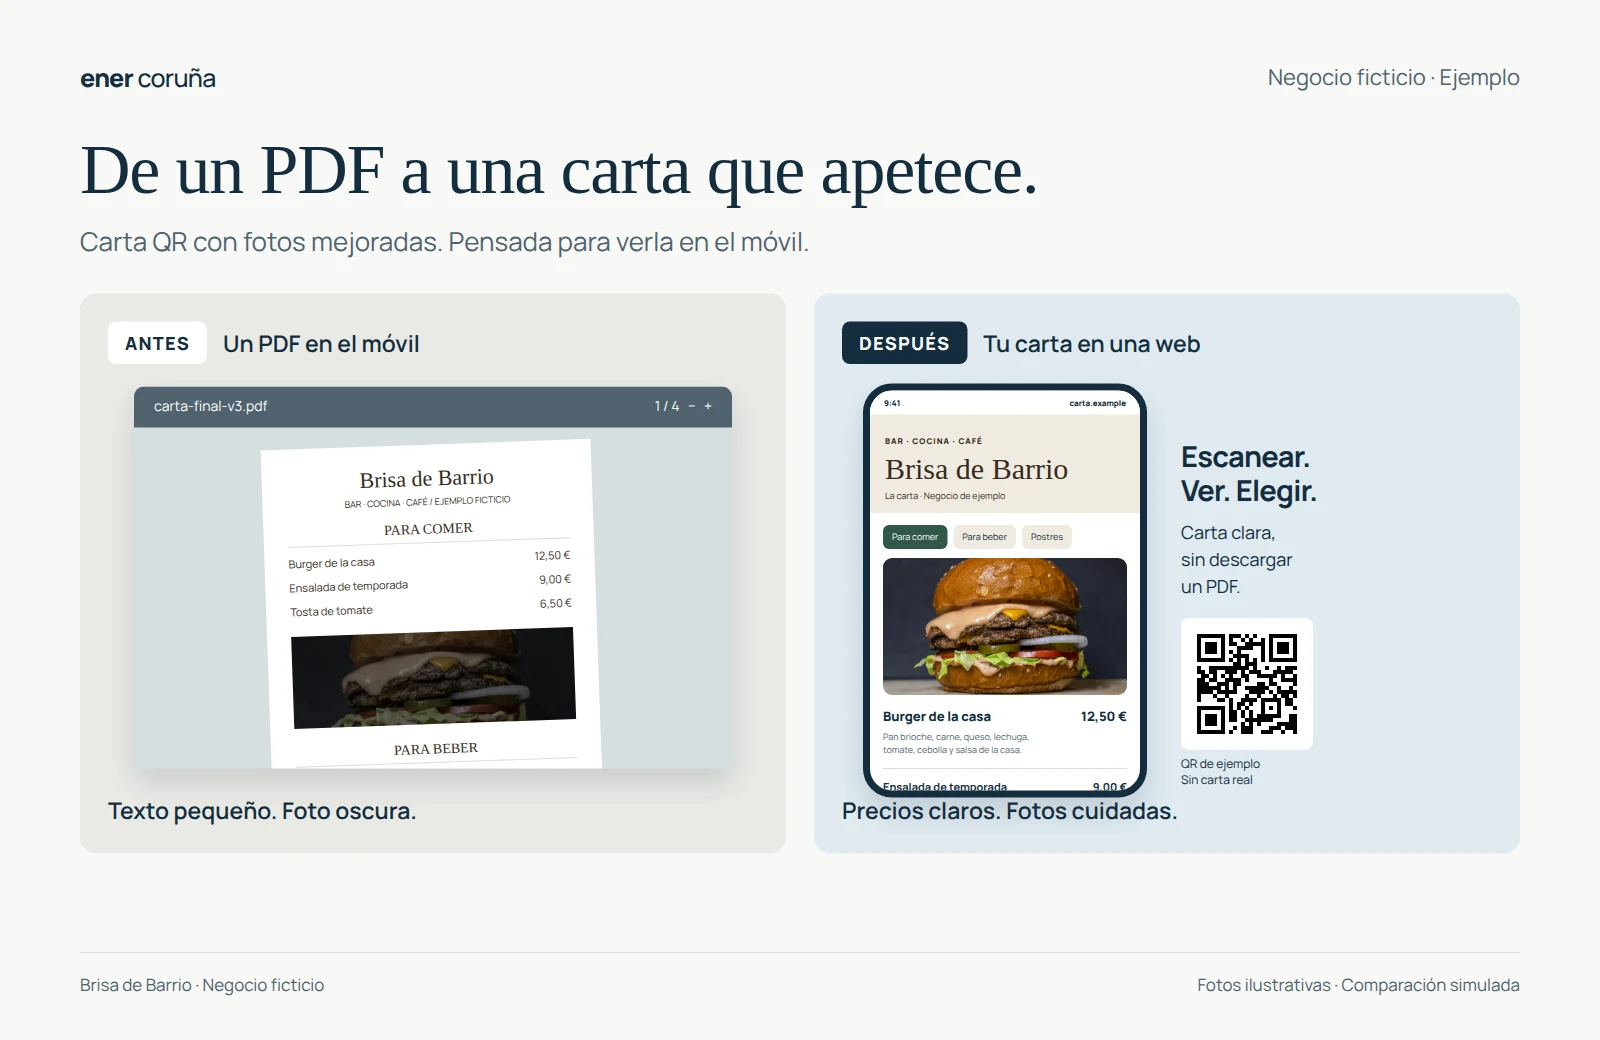 ener coruña
Negocio ficticio · Ejemplo
De un PDF a una carta que apetece.
Carta QR con fotos mejoradas. Pensada para verla en el móvil.
ANTES
Un PDF en el móvil
carta-final-v3.pdf
1 / 4 − +
Brisa de Barrio
BAR · COCINA · CAFÉ / EJEMPLO FICTICIO
PARA COMER
Burger de la casa 12,50 €
Ensalada de temporada 9,00 €
Tosta de tomate 6,50 €
PARA BEBER
Texto pequeño. Foto oscura.
DESPUÉS
Tu carta en una web
9:41
carta.example
BAR · COCINA · CAFÉ
Brisa de Barrio
La carta · Negocio de ejemplo
Para comer
Para beber
Postres
Burger de la casa 12,50 €
Pan brioche, carne, queso, lechuga,
tomate, cebolla y salsa de la casa.
Ensalada de temporada 9,00 €
Precios claros. Fotos cuidadas.
Escanear.
Ver. Elegir.
Carta clara,
sin descargar
un PDF.
QR de ejemplo
Sin carta real
Brisa de Barrio · Negocio ficticio
Fotos ilustrativas · Comparación simulada